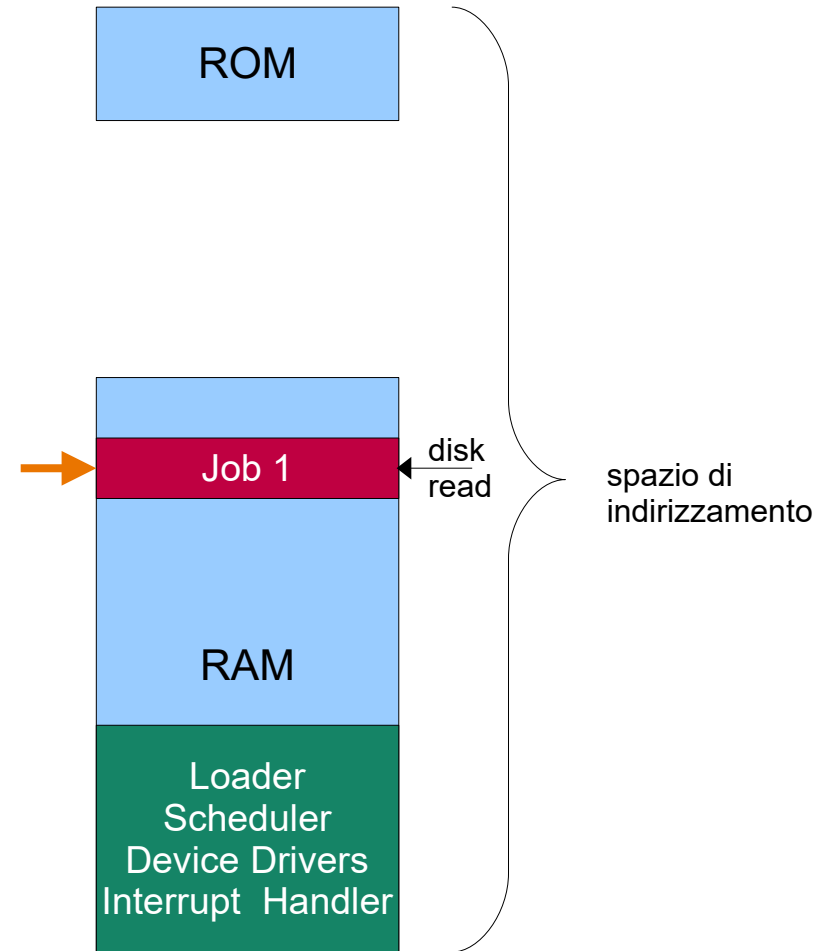 ROM
Job 1
disk
read
spazio di
indirizzamento
RAM
Loader
Scheduler
Device Drivers
Interrupt Handler